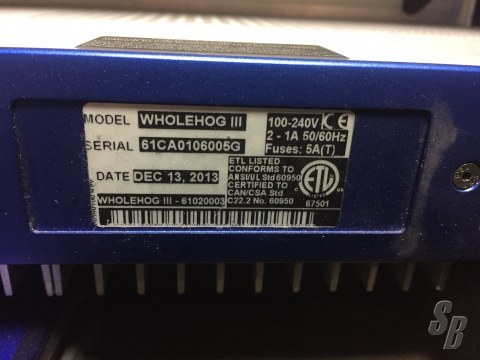 MODEL WHOLEHOG III
100-240V CE
2 - 1A 50/60Hz
Fuses: 5A(T)
SERIAL 61CA0106005G
DATE DEC 13, 2013
ETL LISTED
CONFORMS TO
ANSI/UL Std 60950
CERTIFIED TO
CAN/CSA Std
C22.2 No. 60950
ETL
67501
WHOLEHOG III - 61020003
SB